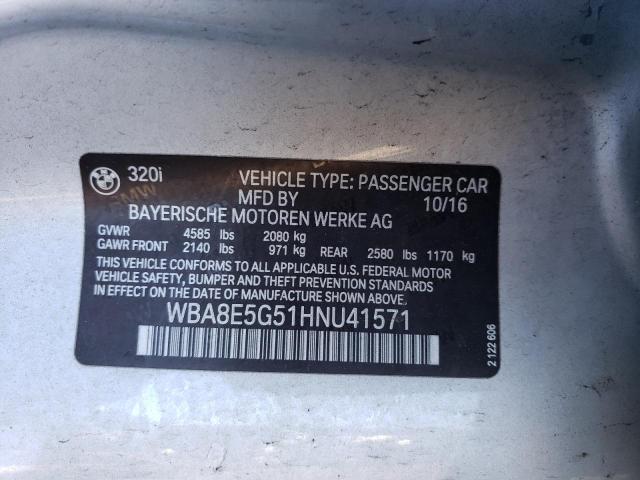 320i VEHICLE TYPE: PASSENGER CAR
MFD BY 10/16
BAYERISCHE MOTOREN WERKE AG
GVWR 4585 lbs 2080 kg
GAWR FRONT 2140 lbs 971 kg REAR 2580 lbs 1170 kg
THIS VEHICLE CONFORMS TO ALL APPLICABLE U.S. FEDERAL MOTOR
VEHICLE SAFETY, BUMPER AND THEFT PREVENTION STANDARDS
IN EFFECT ON THE DATE OF MANUFACTURE SHOWN ABOVE.
WBA8E5G51HNU41571
2 122 606